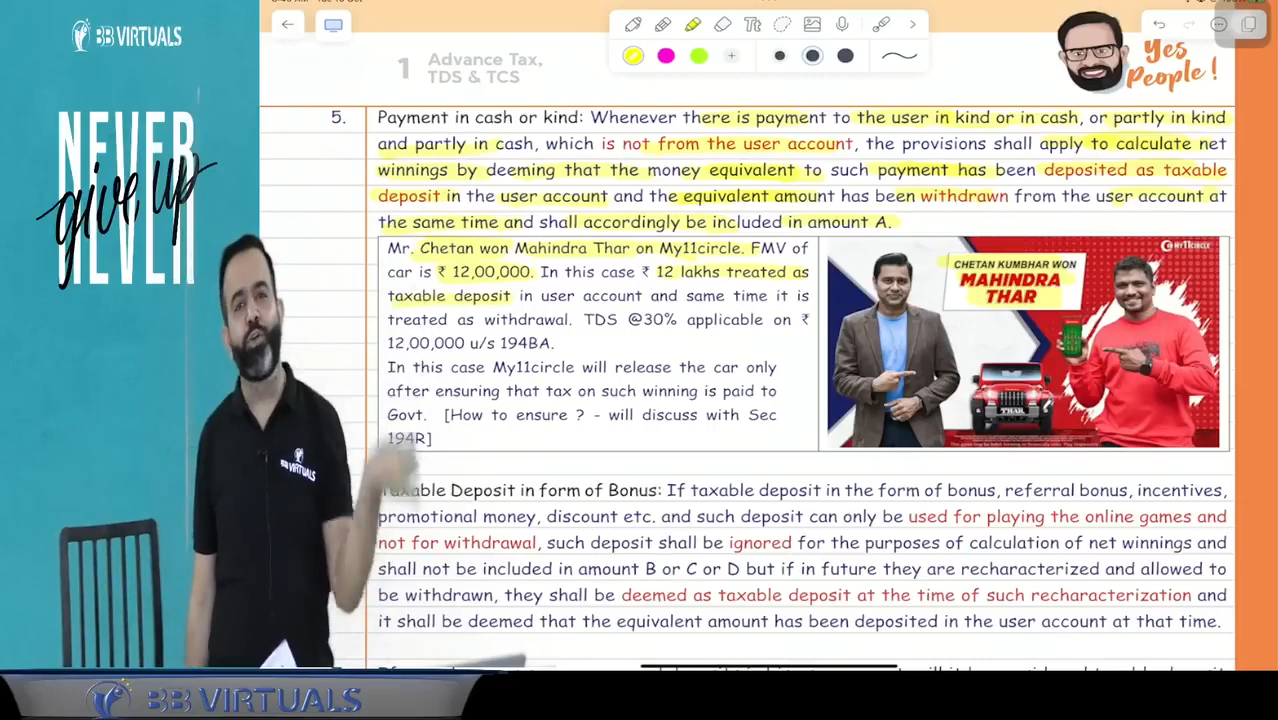 BB VIRTUALS
NEVER
give up
NEVER
BB VIRTUALS
1 Advance Tax,
TDS & TCS
Yes
People !
5. Payment in cash or kind: Whenever there is payment to the user in kind or in cash, or partly in kind
and partly in cash, which is not from the user account, the provisions shall apply to calculate net
winnings by deeming that the money equivalent to such payment has been deposited as taxable
deposit in the user account and the equivalent amount has been withdrawn from the user account at
the same time and shall accordingly be included in amount A.
Mr. Chetan won Mahindra Thar on My11circle. FMV of
car is ₹ 12,00,000. In this case ₹ 12 lakhs treated as
taxable deposit in user account and same time it is
treated as withdrawal. TDS @30% applicable on ₹
12,00,000 u/s 194BA.
In this case My11circle will release the car only
after ensuring that tax on such winning is paid to
Govt. [How to ensure ? - will discuss with Sec
194R]
MY11CIRCLE
CHETAN KUMBHAR WON
MAHINDRA
THAR
THAR
Taxable Deposit in form of Bonus: If taxable deposit in the form of bonus, referral bonus, incentives,
promotional money, discount etc. and such deposit can only be used for playing the online games and
not for withdrawal, such deposit shall be ignored for the purposes of calculation of net winnings and
shall not be included in amount B or C or D but if in future they are recharacterized and allowed to
be withdrawn, they shall be deemed as taxable deposit at the time of such recharacterization and
it shall be deemed that the equivalent amount has been deposited in the user account at that time.
BB VIRTUALS